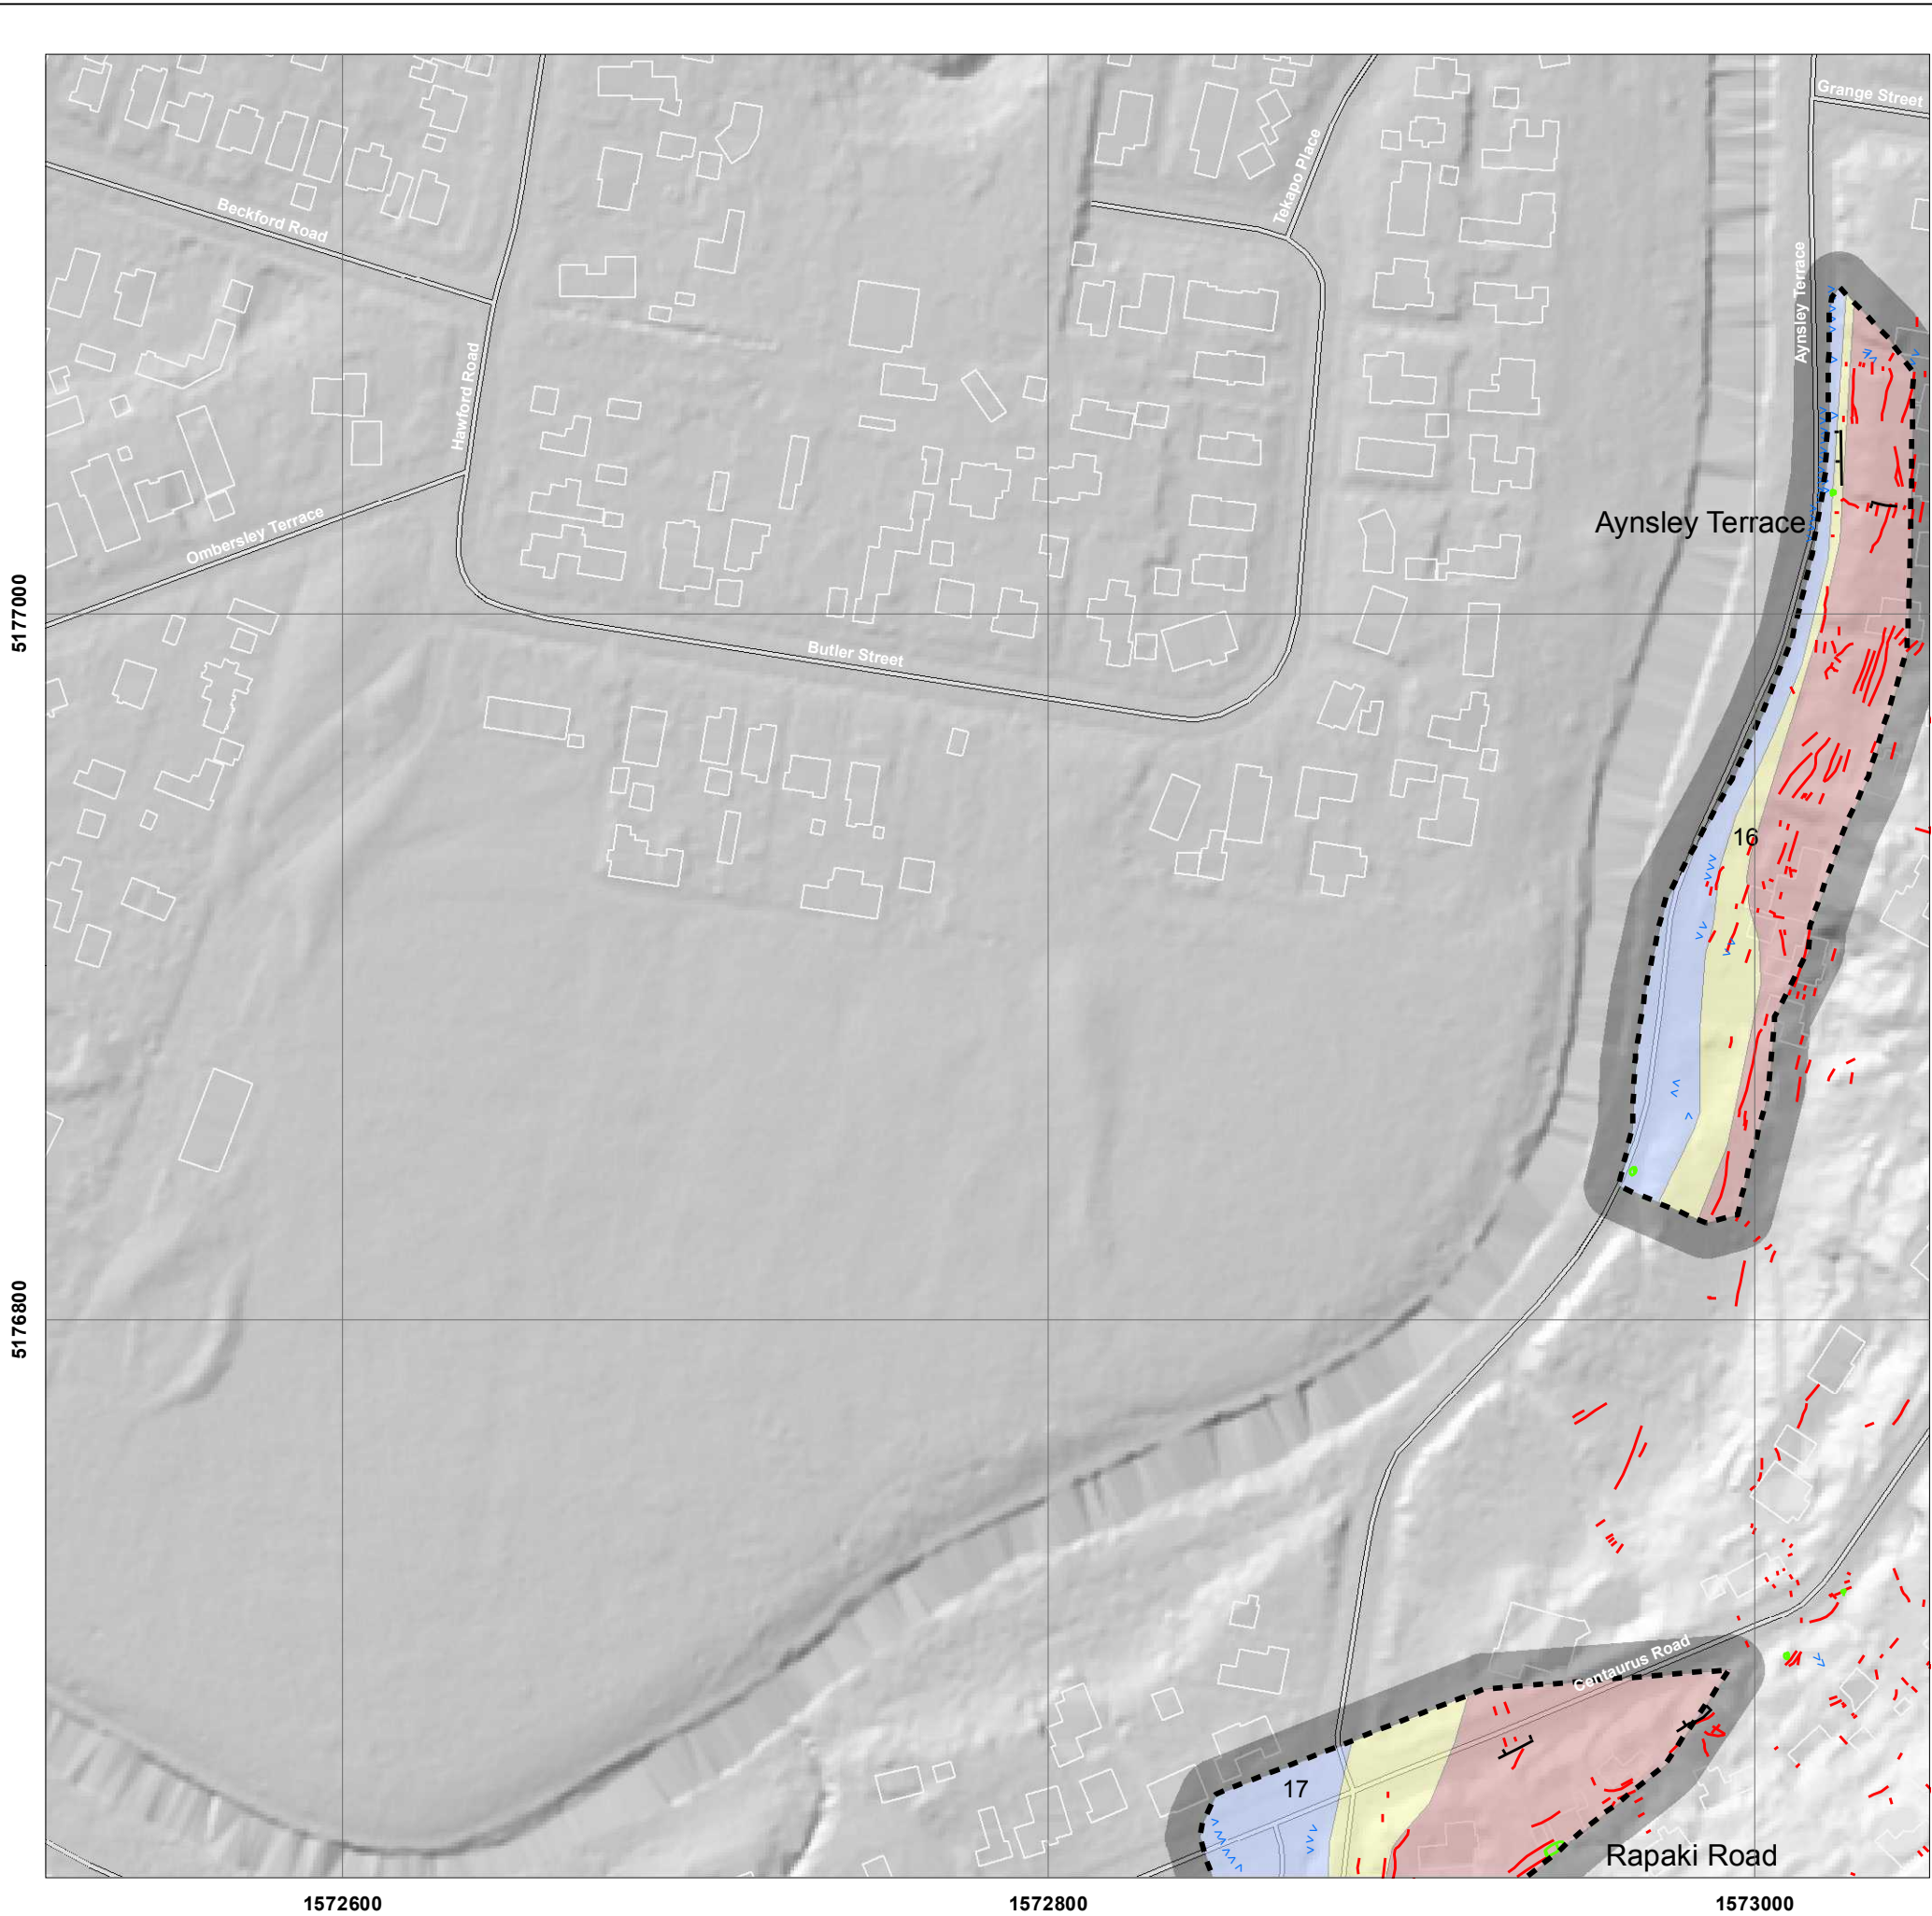 Grange Street
Tekapo Place
Beckford Road
Aynsley Terrace
Hawford Road
Aynsley Terrace
Ombersley Terrace
5177000
Butler Street
16
5176800
Centaurus Road
17
Rapaki Road
1572600
1572800
1573000